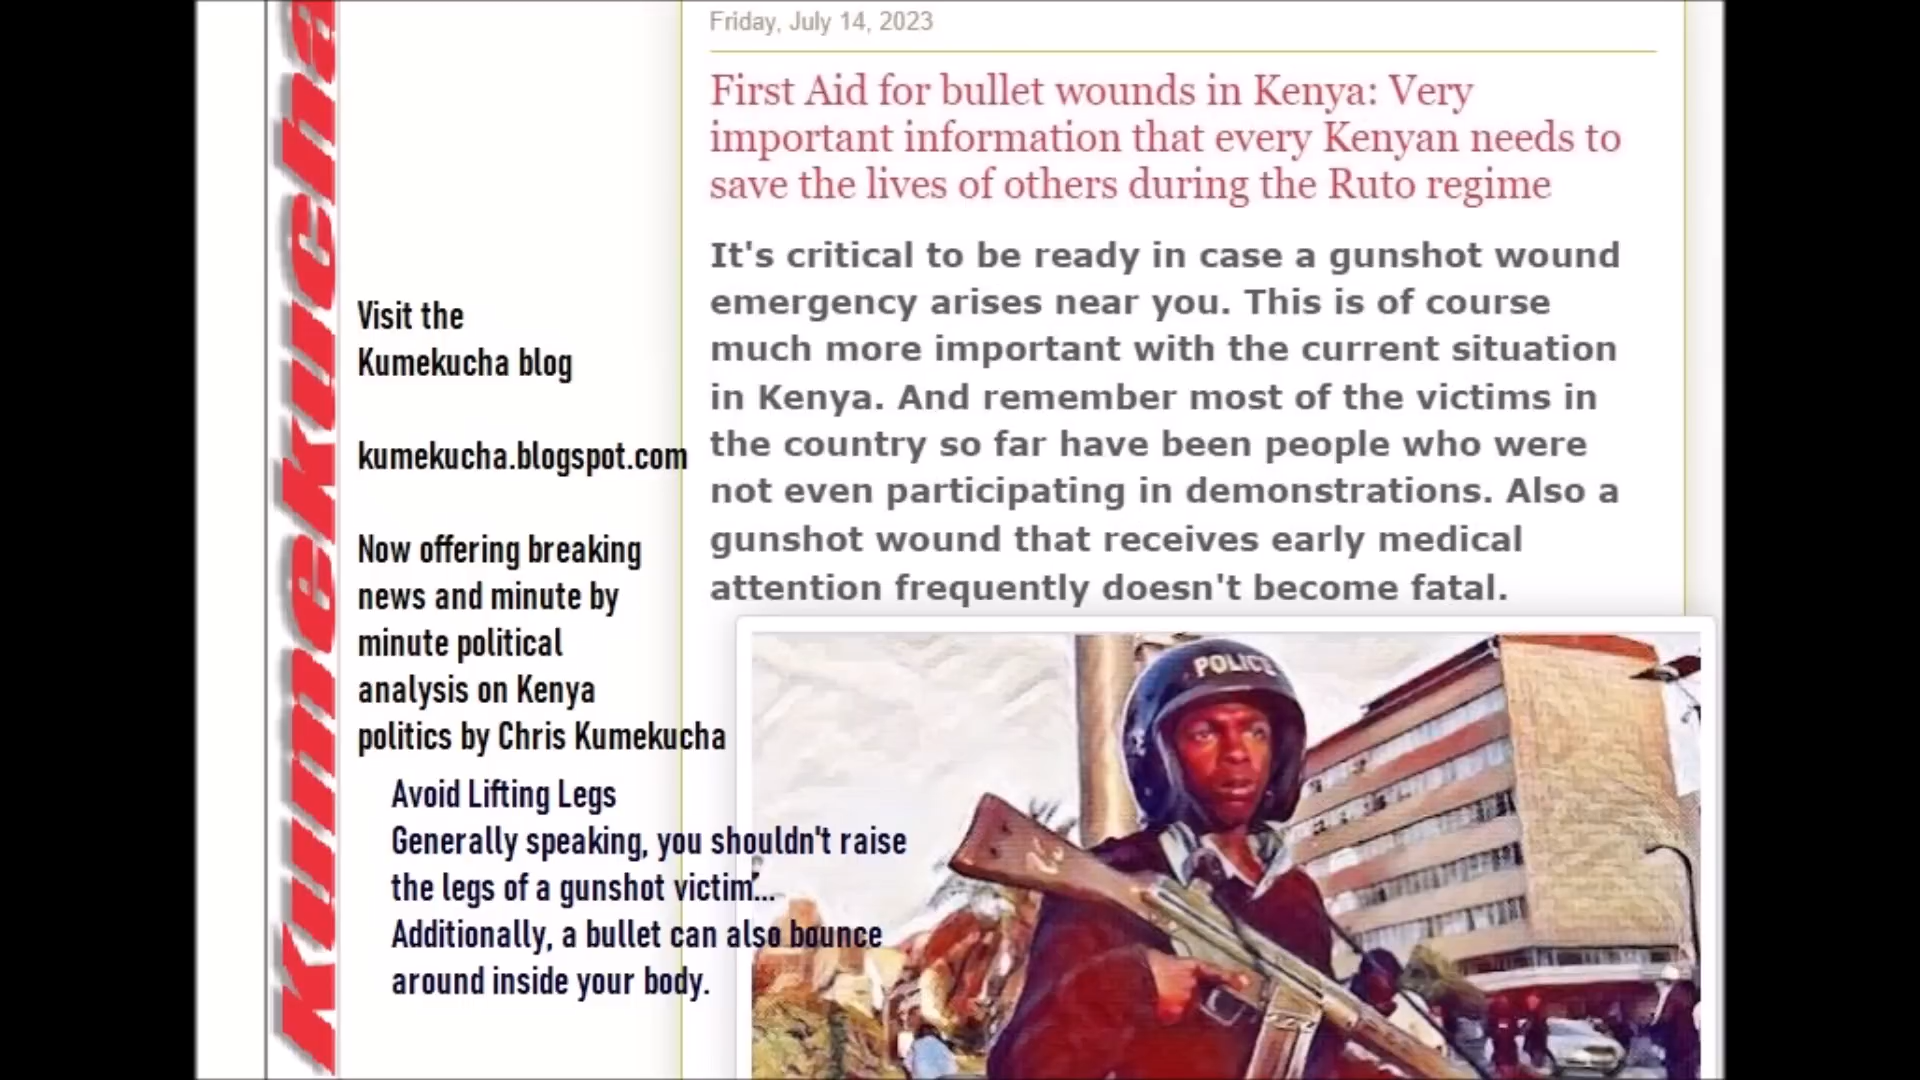 Kumekucha
Friday, July 14, 2023
First Aid for bullet wounds in Kenya: Very
important information that every Kenyan needs to
save the lives of others during the Ruto regime
It's critical to be ready in case a gunshot wound
emergency arises near you. This is of course
much more important with the current situation
in Kenya. And remember most of the victims in
the country so far have been people who were
not even participating in demonstrations. Also a
gunshot wound that receives early medical
attention frequently doesn't become fatal.
Visit the
Kumekucha blog
kumekucha.blogspot.com
Now offering breaking
news and minute by
minute political
analysis on Kenya
politics by Chris Kumekucha
Avoid Lifting Legs
Generally speaking, you shouldn't raise
the legs of a gunshot victim...
Additionally, a bullet can also bounce
around inside your body.
POLICE